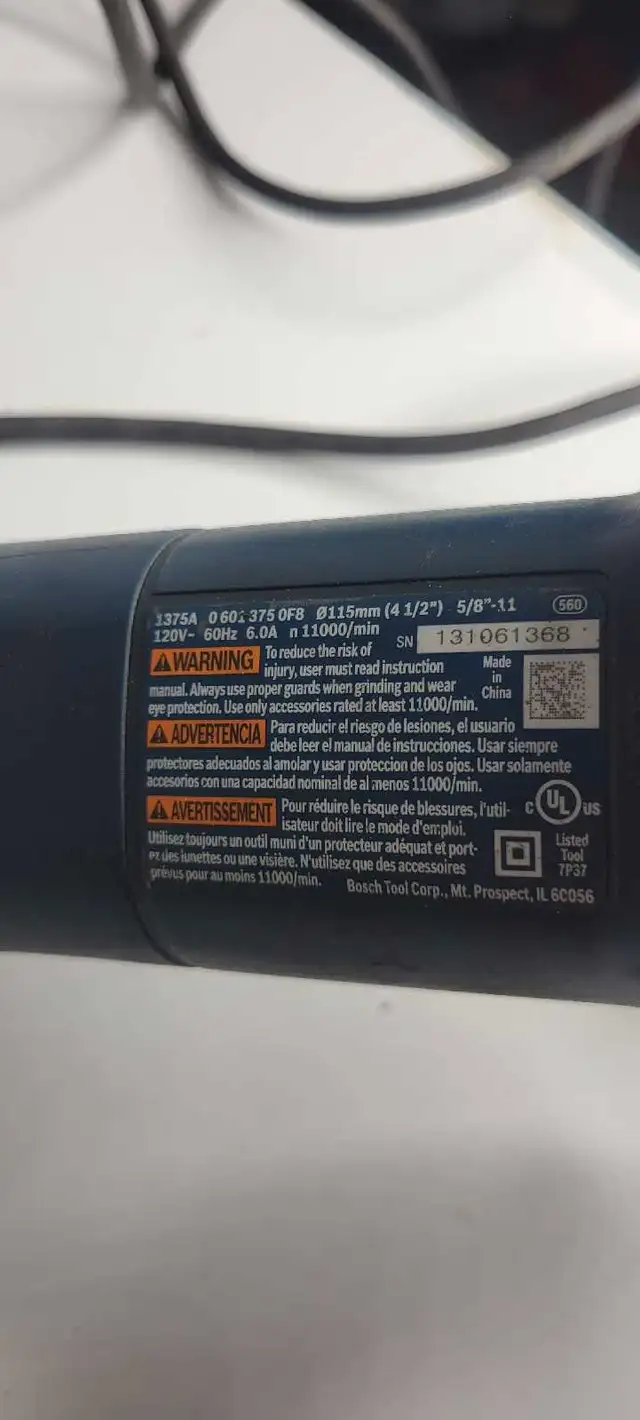 1375A 0 601 375 0F8 Ø115mm (4 1/2") 5/8"-11 560
120V~ 60Hz 6.0A n 11000/min SN 131061368
WARNING To reduce the risk of
injury, user must read instruction
manual. Always use proper guards when grinding and wear
eye protection. Use only accessories rated at least 11000/min.
Made
in
China
ADVERTENCIA Para reducir el riesgo de lesiones, el usuario
debe leer el manual de instrucciones. Usar siempre
protectores adecuados al amolar y usar proteccion de los ojos. Usar solamente
accesorios con una capacidad nominal de al menos 11000/min.
AVERTISSEMENT Pour réduire le risque de blessures, l'util-
isateur doit lire le mode d'emploi.
Utilisez toujours un outil muni d'un protecteur adéquat et port-
ez des lunettes ou une visière. N'utilisez que des accessoires
prévus pour au moins 11000/min.
C UL US
Listed
Tool
7P37
Bosch Tool Corp., Mt. Prospect, IL 60056